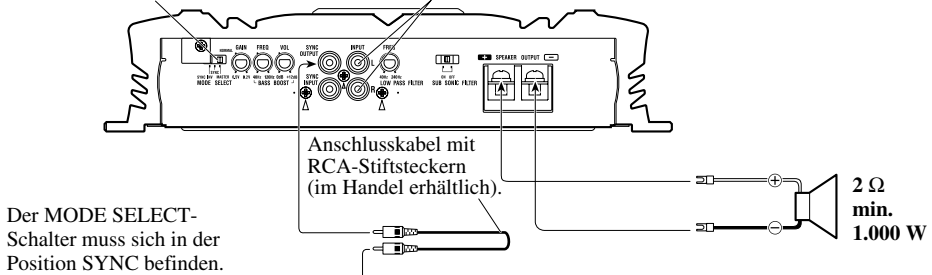 NORMAL GAIN FREQ VOL
SYNC OUTPUT
INPUT
FREQ
L
SYNC INPUT
R
SYNC INV
SYNC
MASTER
MODE SELECT
BASS BOOST
LOW PASS FILTER
ON OFF
SUB SONIC FILTER
+ SPEAKER OUTPUT −
Anschlusskabel mit
RCA-Stiftsteckern
(im Handel erhältlich).
Der MODE SELECT-
Schalter muss sich in der
Position SYNC befinden.
+
−
2 Ω
min.
1.000 W